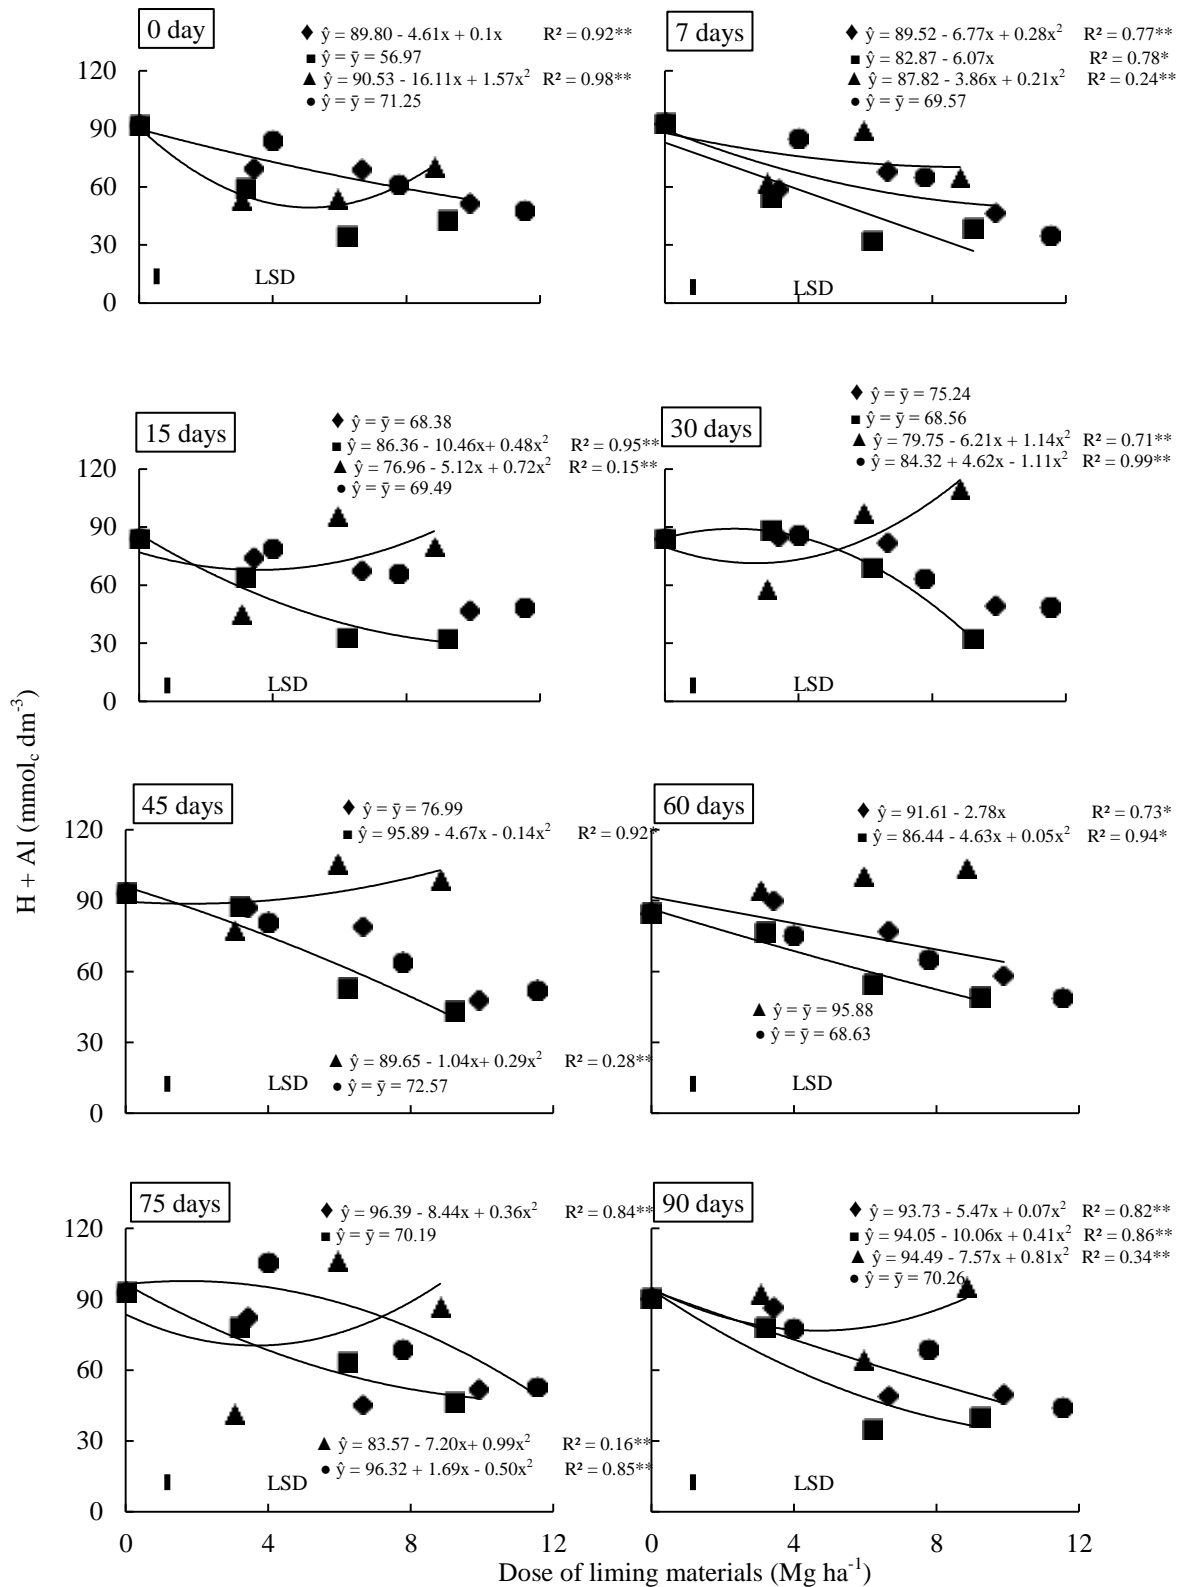 0 day
♦ ŷ = 89.80 - 4.61x + 0.1x R² = 0.92**
■ ŷ = ȳ = 56.97
▲ ŷ = 90.53 - 16.11x + 1.57x² R² = 0.98**
● ŷ = ȳ = 71.25
120
90
60
30
0
LSD
7 days
♦ ŷ = 89.52 - 6.77x + 0.28x² R² = 0.77**
■ ŷ = 82.87 - 6.07x R² = 0.78*
▲ ŷ = 87.82 - 3.86x + 0.21x² R² = 0.24**
● ŷ = ȳ = 69.57
LSD
15 days
♦ ŷ = ȳ = 68.38
■ ŷ = 86.36 - 10.46x+ 0.48x² R² = 0.95**
▲ ŷ = 76.96 - 5.12x + 0.72x² R² = 0.15**
● ŷ = ȳ = 69.49
120
90
60
30
0
LSD
30 days
♦ ŷ = ȳ = 75.24
■ ŷ = ȳ = 68.56
▲ ŷ = 79.75 - 6.21x + 1.14x² R² = 0.71**
● ŷ = 84.32 + 4.62x - 1.11x² R² = 0.99**
LSD
H + Al (mmolc dm⁻³)
45 days
♦ ŷ = ȳ = 76.99
■ ŷ = 95.89 - 4.67x - 0.14x² R² = 0.92*
120
90
60
30
0
▲ ŷ = 89.65 - 1.04x+ 0.29x² R² = 0.28**
● ŷ = ȳ = 72.57
LSD
60 days
♦ ŷ = 91.61 - 2.78x R² = 0.73*
■ ŷ = 86.44 - 4.63x + 0.05x² R² = 0.94*
▲ ŷ = ȳ = 95.88
● ŷ = ȳ = 68.63
LSD
75 days
♦ ŷ = 96.39 - 8.44x + 0.36x² R² = 0.84**
■ ŷ = ȳ = 70.19
120
90
60
30
0
▲ ŷ = 83.57 - 7.20x+ 0.99x² R² = 0.16**
● ŷ = 96.32 + 1.69x - 0.50x² R² = 0.85**
LSD
0 4 8 12
90 days
♦ ŷ = 93.73 - 5.47x + 0.07x² R² = 0.82**
■ ŷ = 94.05 - 10.06x + 0.41x² R² = 0.86**
▲ ŷ = 94.49 - 7.57x + 0.81x² R² = 0.34**
● ŷ = ȳ = 70.26
LSD
0 4 8 12
Dose of liming materials (Mg ha⁻¹)